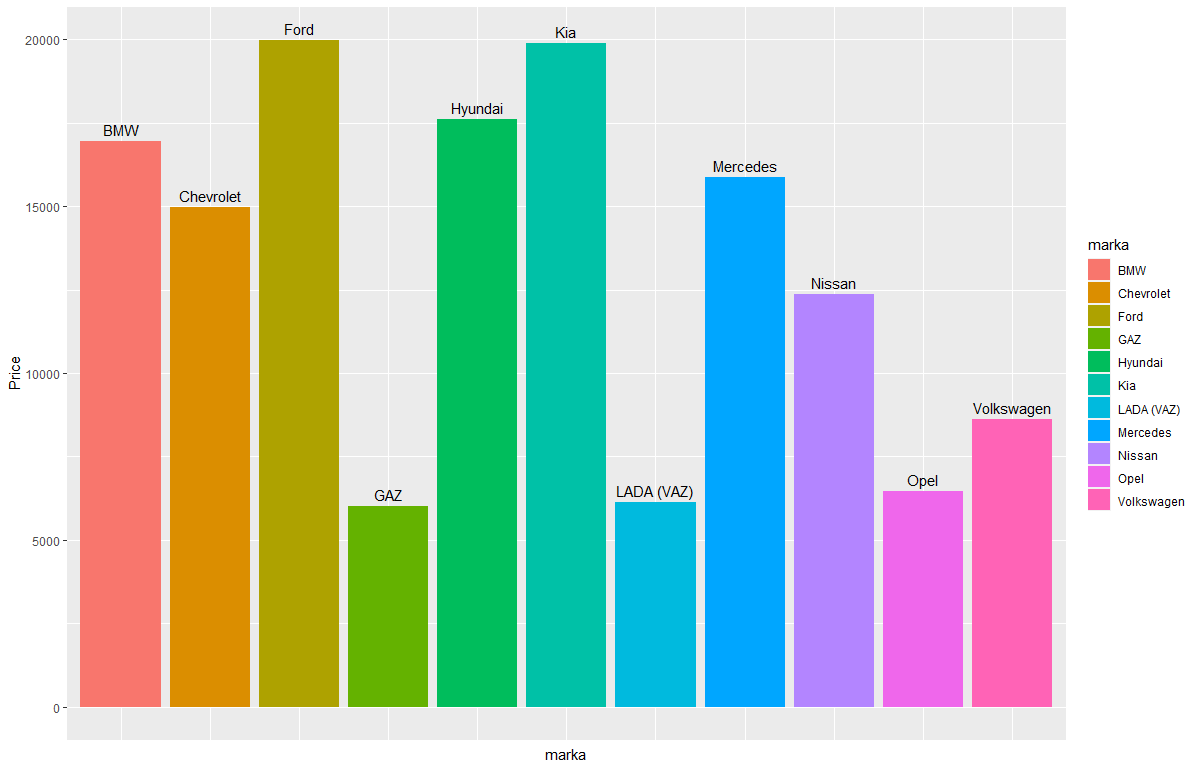 Ford
Kia
Hyundai
BMW
Mercedes
Chevrolet
Nissan
Volkswagen
Opel
LADA (VAZ)
GAZ
20000
15000
10000
5000
0
Price
marka
marka
BMW
Chevrolet
Ford
GAZ
Hyundai
Kia
LADA (VAZ)
Mercedes
Nissan
Opel
Volkswagen